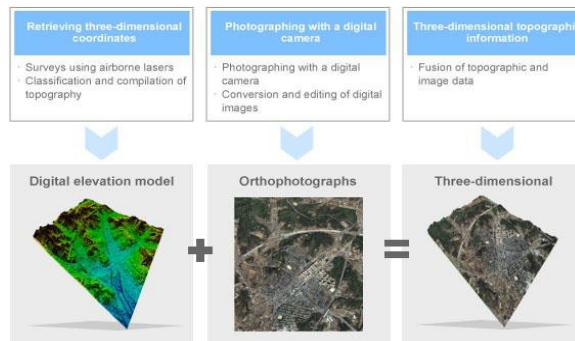 Retrieving three-dimensional
coordinates
· Surveys using airborne lasers
· Classification and compilation of
topography
Photographing with a digital
camera
· Photographing with a digital
camera
· Conversion and editing of digital
images
Three-dimensional topographic
information
· Fusion of topographic and
image data
Digital elevation model
+
Orthophotographs
=
Three-dimensional